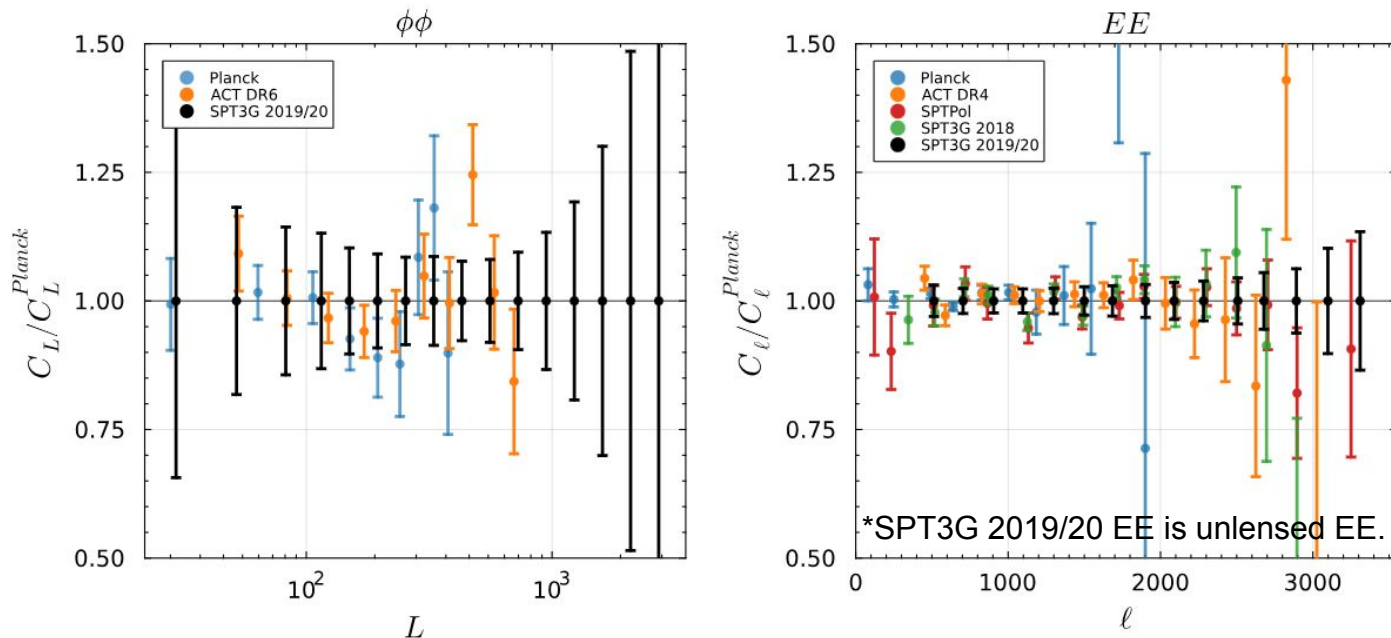 ϕϕ
1.50
1.25
1.00
0.75
0.50
C_L/C_L^{Planck}
Planck
ACT DR6
SPT3G 2019/20
10^2
10^3
L
EE
1.50
1.25
1.00
0.75
0.50
C_ℓ/C_ℓ^{Planck}
Planck
ACT DR4
SPTPol
SPT3G 2018
SPT3G 2019/20
*SPT3G 2019/20 EE is unlensed EE.
0
1000
2000
3000
ℓ